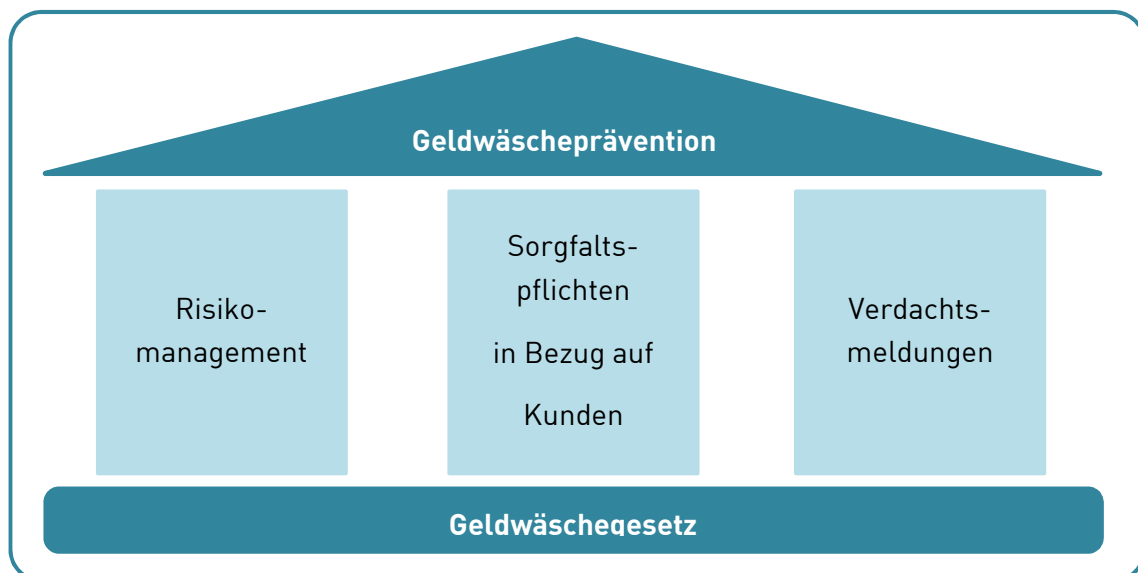 Geldwäscheprävention
Risiko-
management
Sorgfalts-
pflichten
in Bezug auf
Kunden
Verdachts-
meldungen
Geldwäschegesetz